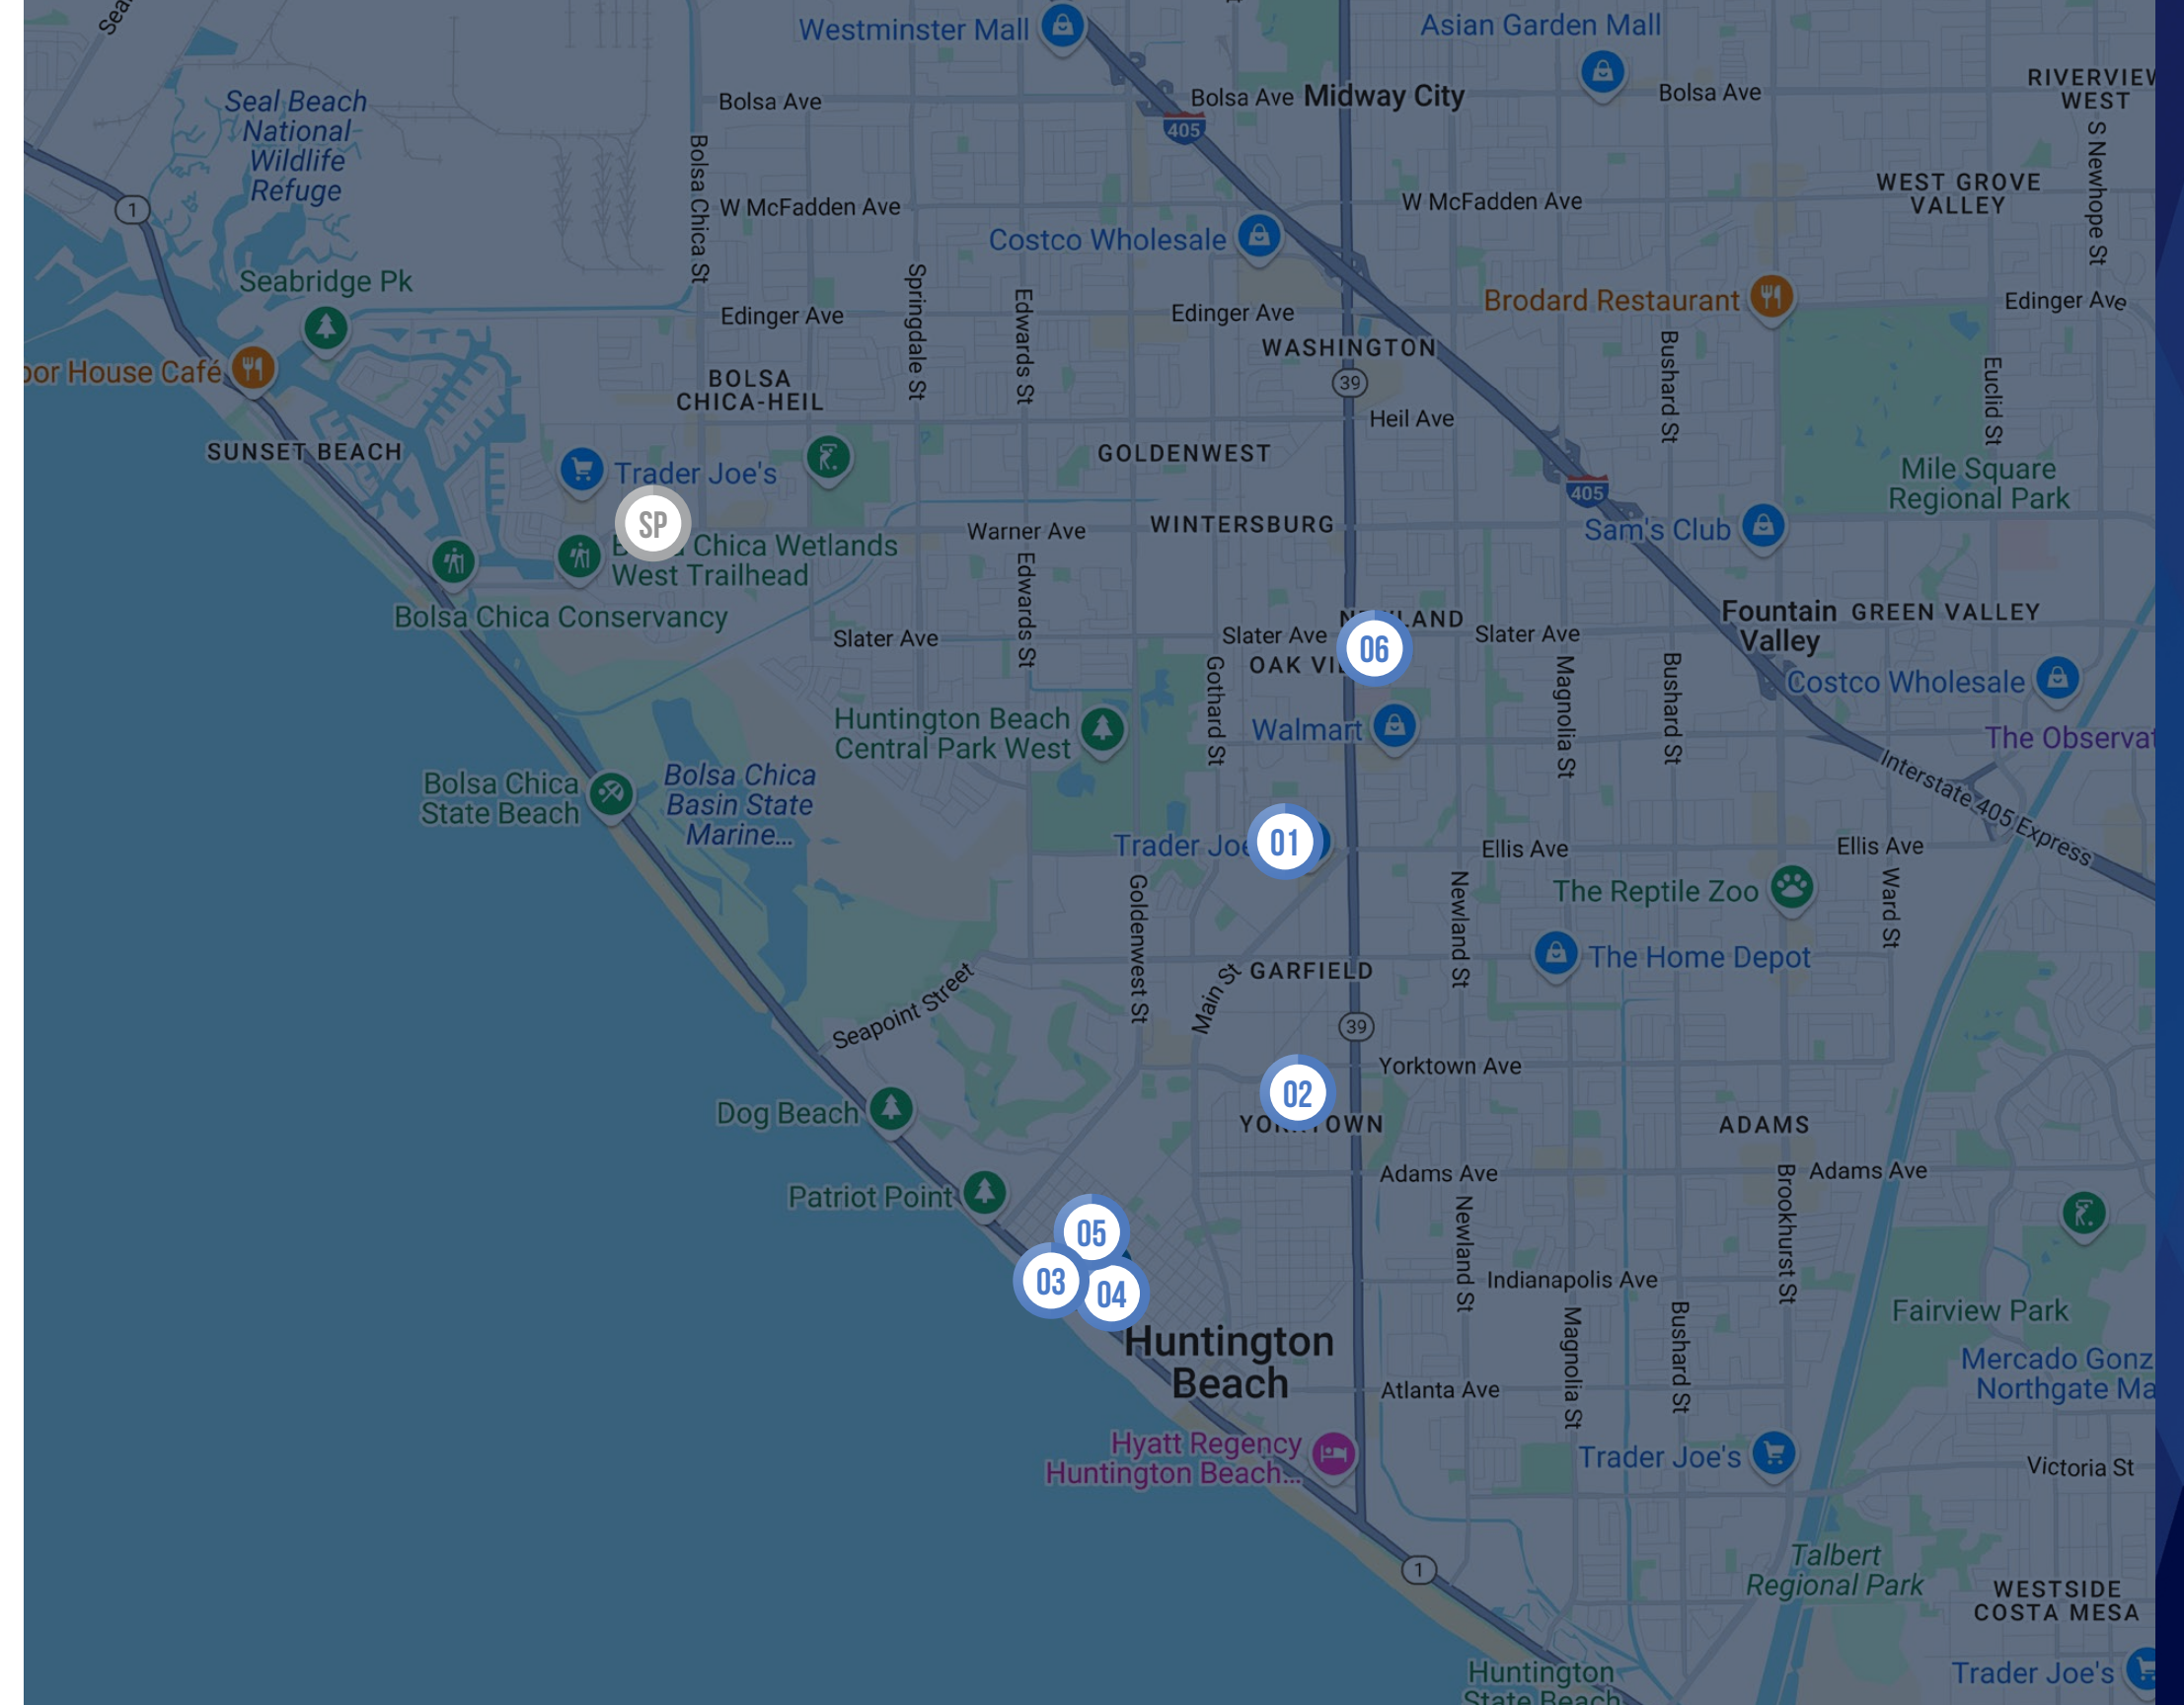 Westminster Mall
Asian Garden Mall
RIVERVIEW
WEST
Seal Beach
National
Wildlife
Refuge
Bolsa Ave
Bolsa Ave
Midway City
Bolsa Ave
405
Bolsa Chica St
S Newhope St
1
W McFadden Ave
W McFadden Ave
WEST GROVE
VALLEY
Costco Wholesale
Seabridge Pk
Edinger Ave
Springdale St
Edwards St
Edinger Ave
Brodard Restaurant
Edinger Ave
WASHINGTON
Bushard St
Euclid St
House Café
BOLSA
CHICA-HEIL
39
Heil Ave
SUNSET BEACH
GOLDENWEST
Trader Joe's
405
Mile Square
Regional Park
SP
Warner Ave
WINTERSBURG
Sam's Club
Chica Wetlands
West Trailhead
Edwards St
Bolsa Chica Conservancy
Slater Ave
Slater Ave
Slater Ave
Fountain
Valley
GREEN VALLEY
06
OAK
Gothard St
Magnolia St
Bushard St
Costco Wholesale
Huntington Beach
Central Park West
Walmart
The
Interstate 405 Express
Bolsa Chica
State Beach
Bolsa Chica
Basin State
Marine...
Trader
01
Ellis Ave
Ellis Ave
Goldenwest St
Newland St
The Reptile Zoo
Ward St
The Home Depot
Seapoint Street
Main St
GARFIELD
39
Yorktown Ave
02
Dog Beach
ADAMS
Adams Ave
Adams Ave
Patriot Point
Newland St
Brookhurst St
05
03
04
Indianapolis Ave
Magnolia St
Bushard St
Fairview Park
Huntington
Beach
Atlanta Ave
Mercado
Northgate
Hyatt Regency
Huntington Beach...
Trader Joe's
Victoria St
1
Talbert
Regional Park
WESTSIDE
COSTA MESA
Huntington
State Beach
Trader Joe's